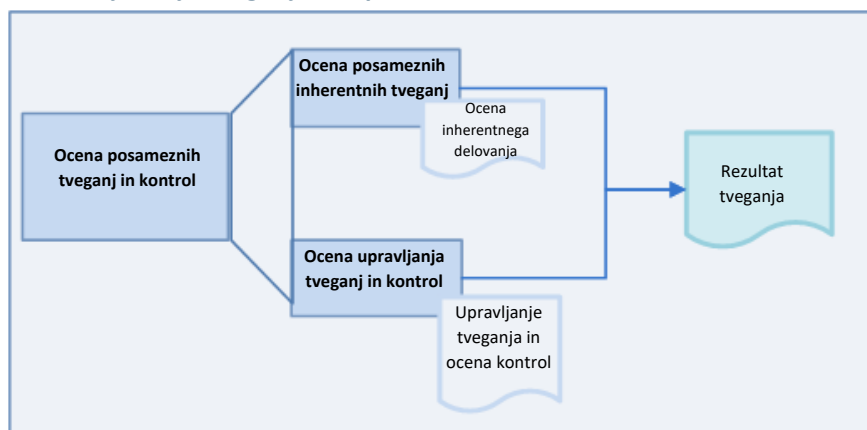 Ocena posameznih
inherentnih tveganj
Ocena
inherentnega
delovanja
Ocena posameznih
tveganj in kontrol
Rezultat
tveganja
Ocena upravljanja
tveganj in kontrol
Upravljanje
tveganja in
ocena kontrol